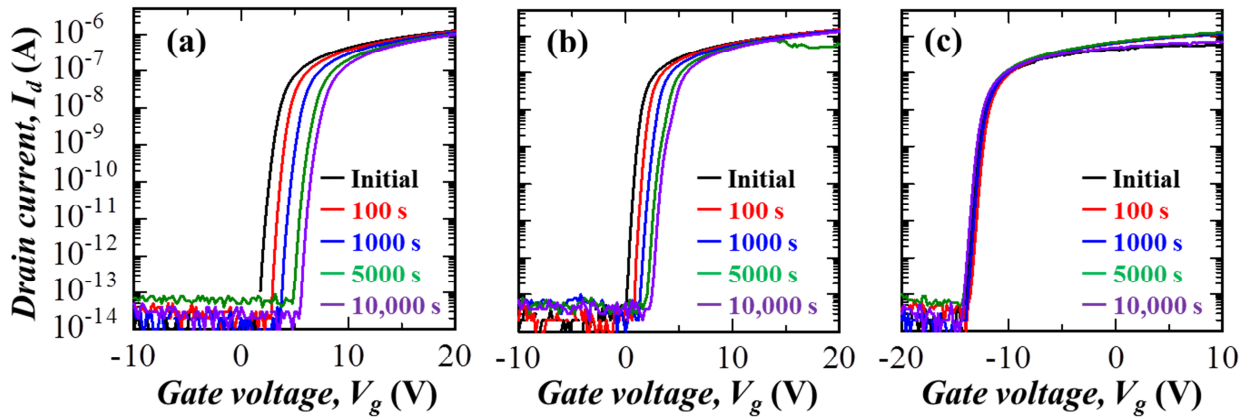 Drain current, I_d (A)
10⁻⁶
10⁻⁷
10⁻⁸
10⁻⁹
10⁻¹⁰
10⁻¹¹
10⁻¹²
10⁻¹³
10⁻¹⁴
(a)
Initial
100 s
1000 s
5000 s
10,000 s
-10 0 10 20
Gate voltage, V_g (V)
(b)
Initial
100 s
1000 s
5000 s
10,000 s
-10 0 10 20
Gate voltage, V_g (V)
(c)
Initial
100 s
1000 s
5000 s
10,000 s
-20 -10 0 10
Gate voltage, V_g (V)